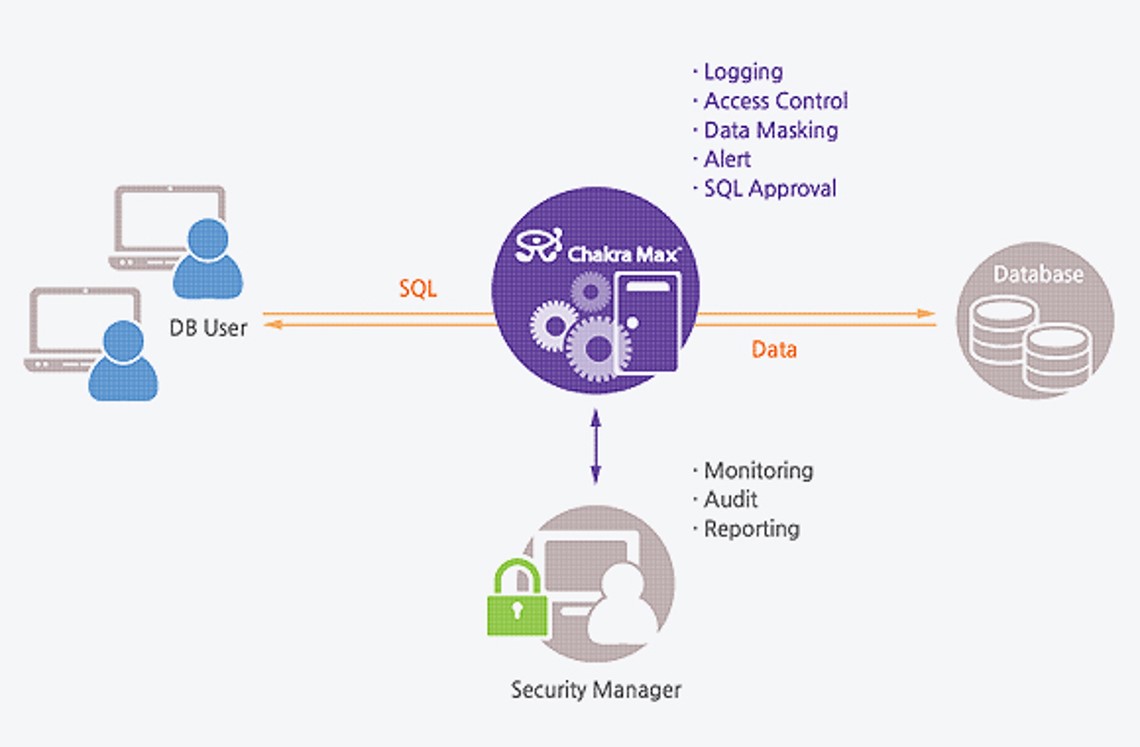 · Logging
· Access Control
· Data Masking
· Alert
· SQL Approval
Chakra Max™
Database
SQL
DB User
Data
· Monitoring
· Audit
· Reporting
Security Manager